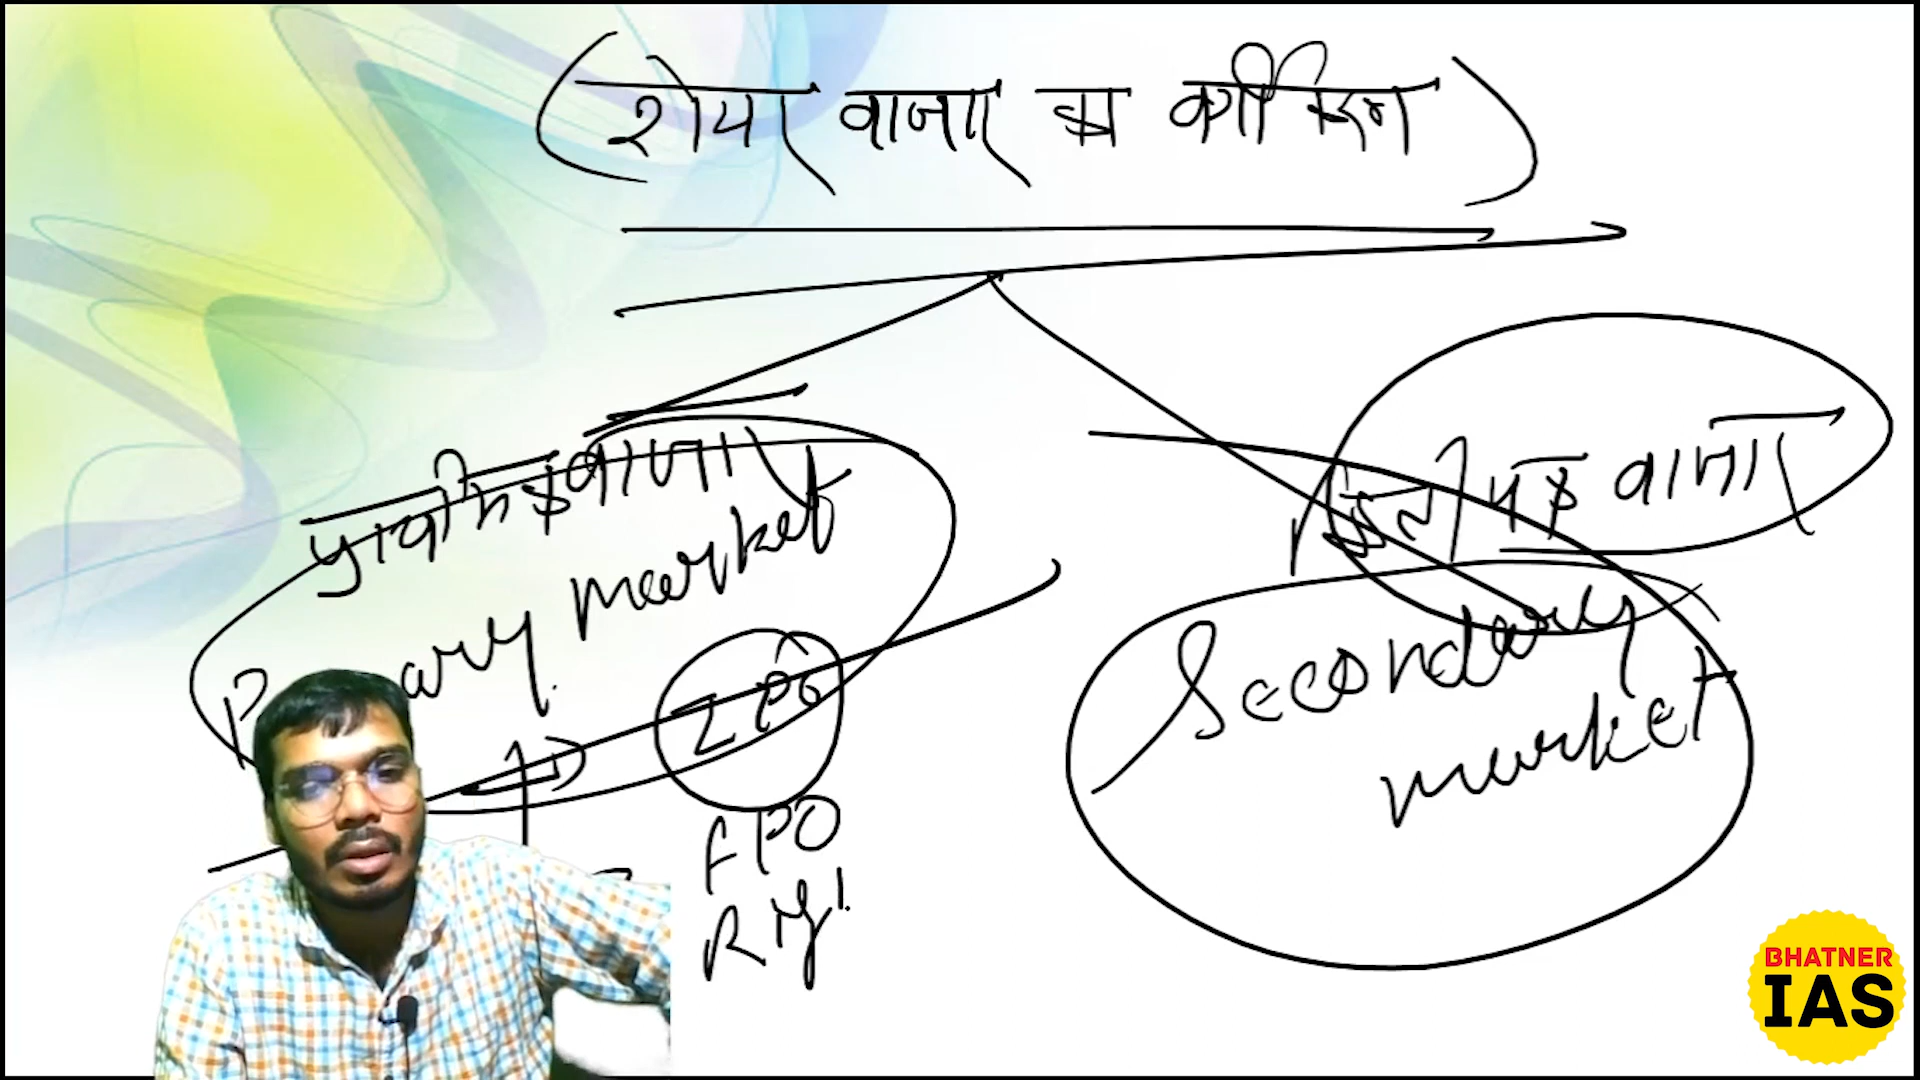 शेयर बाजार का वर्गीकरण
प्राथमिक बाजार
Primary market
IPO
FPO
द्वितीयक बाजार
Secondary
market
BHATNER
IAS